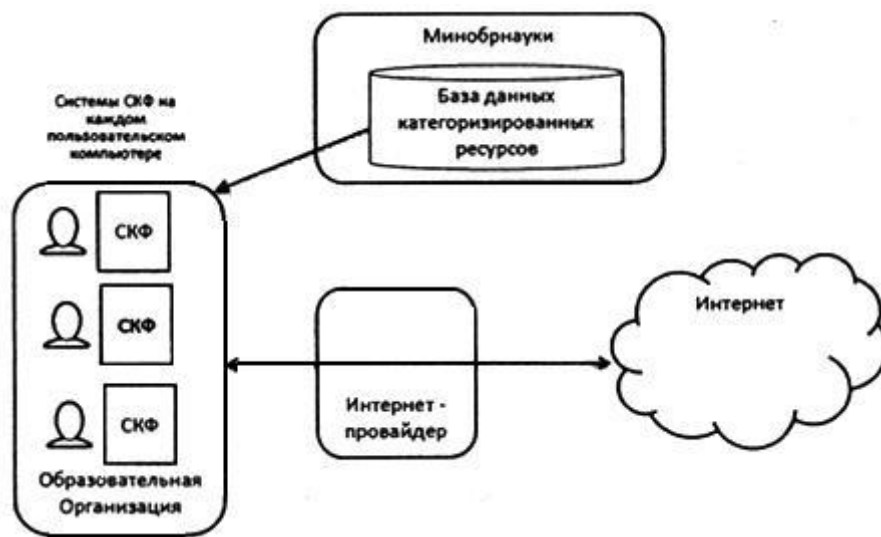 Минобрнауки
База данных
категоризированных
ресурсов
Системы СКФ на
каждом
пользовательском
компьютере
СКФ
СКФ
СКФ
Образовательная
Организация
Интернет -
провайдер
Интернет